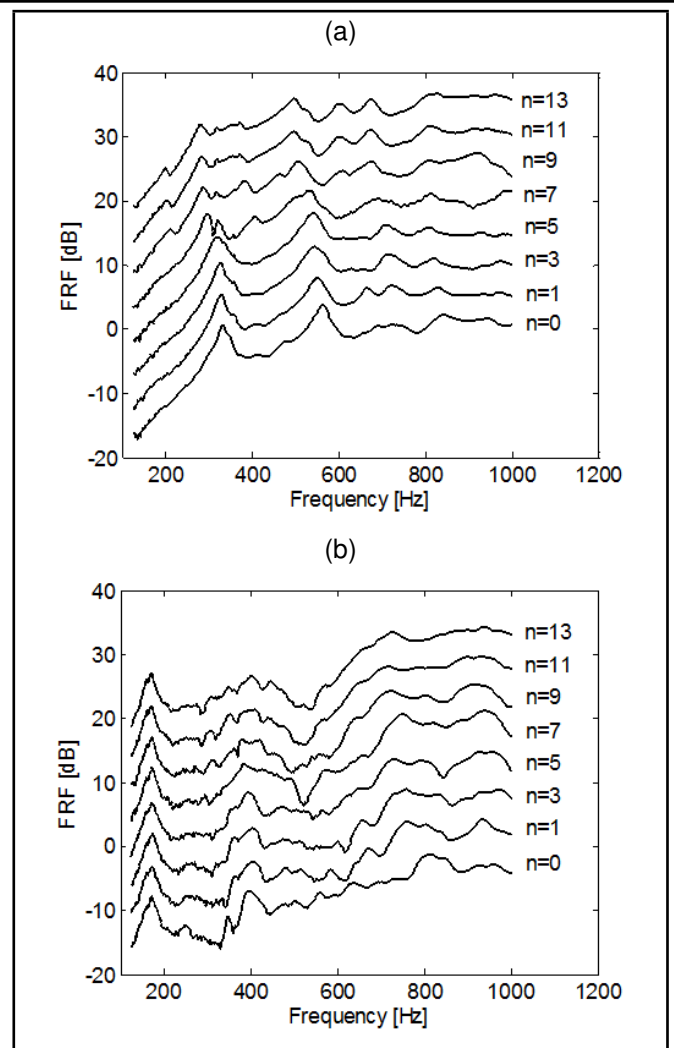 (a)
40
30
20
10
0
-10
-20
FRF [dB]
n=13
n=11
n=9
n=7
n=5
n=3
n=1
n=0
200 400 600 800 1000 1200
Frequency [Hz]
(b)
40
30
20
10
0
-10
-20
FRF [dB]
n=13
n=11
n=9
n=7
n=5
n=3
n=1
n=0
200 400 600 800 1000 1200
Frequency [Hz]